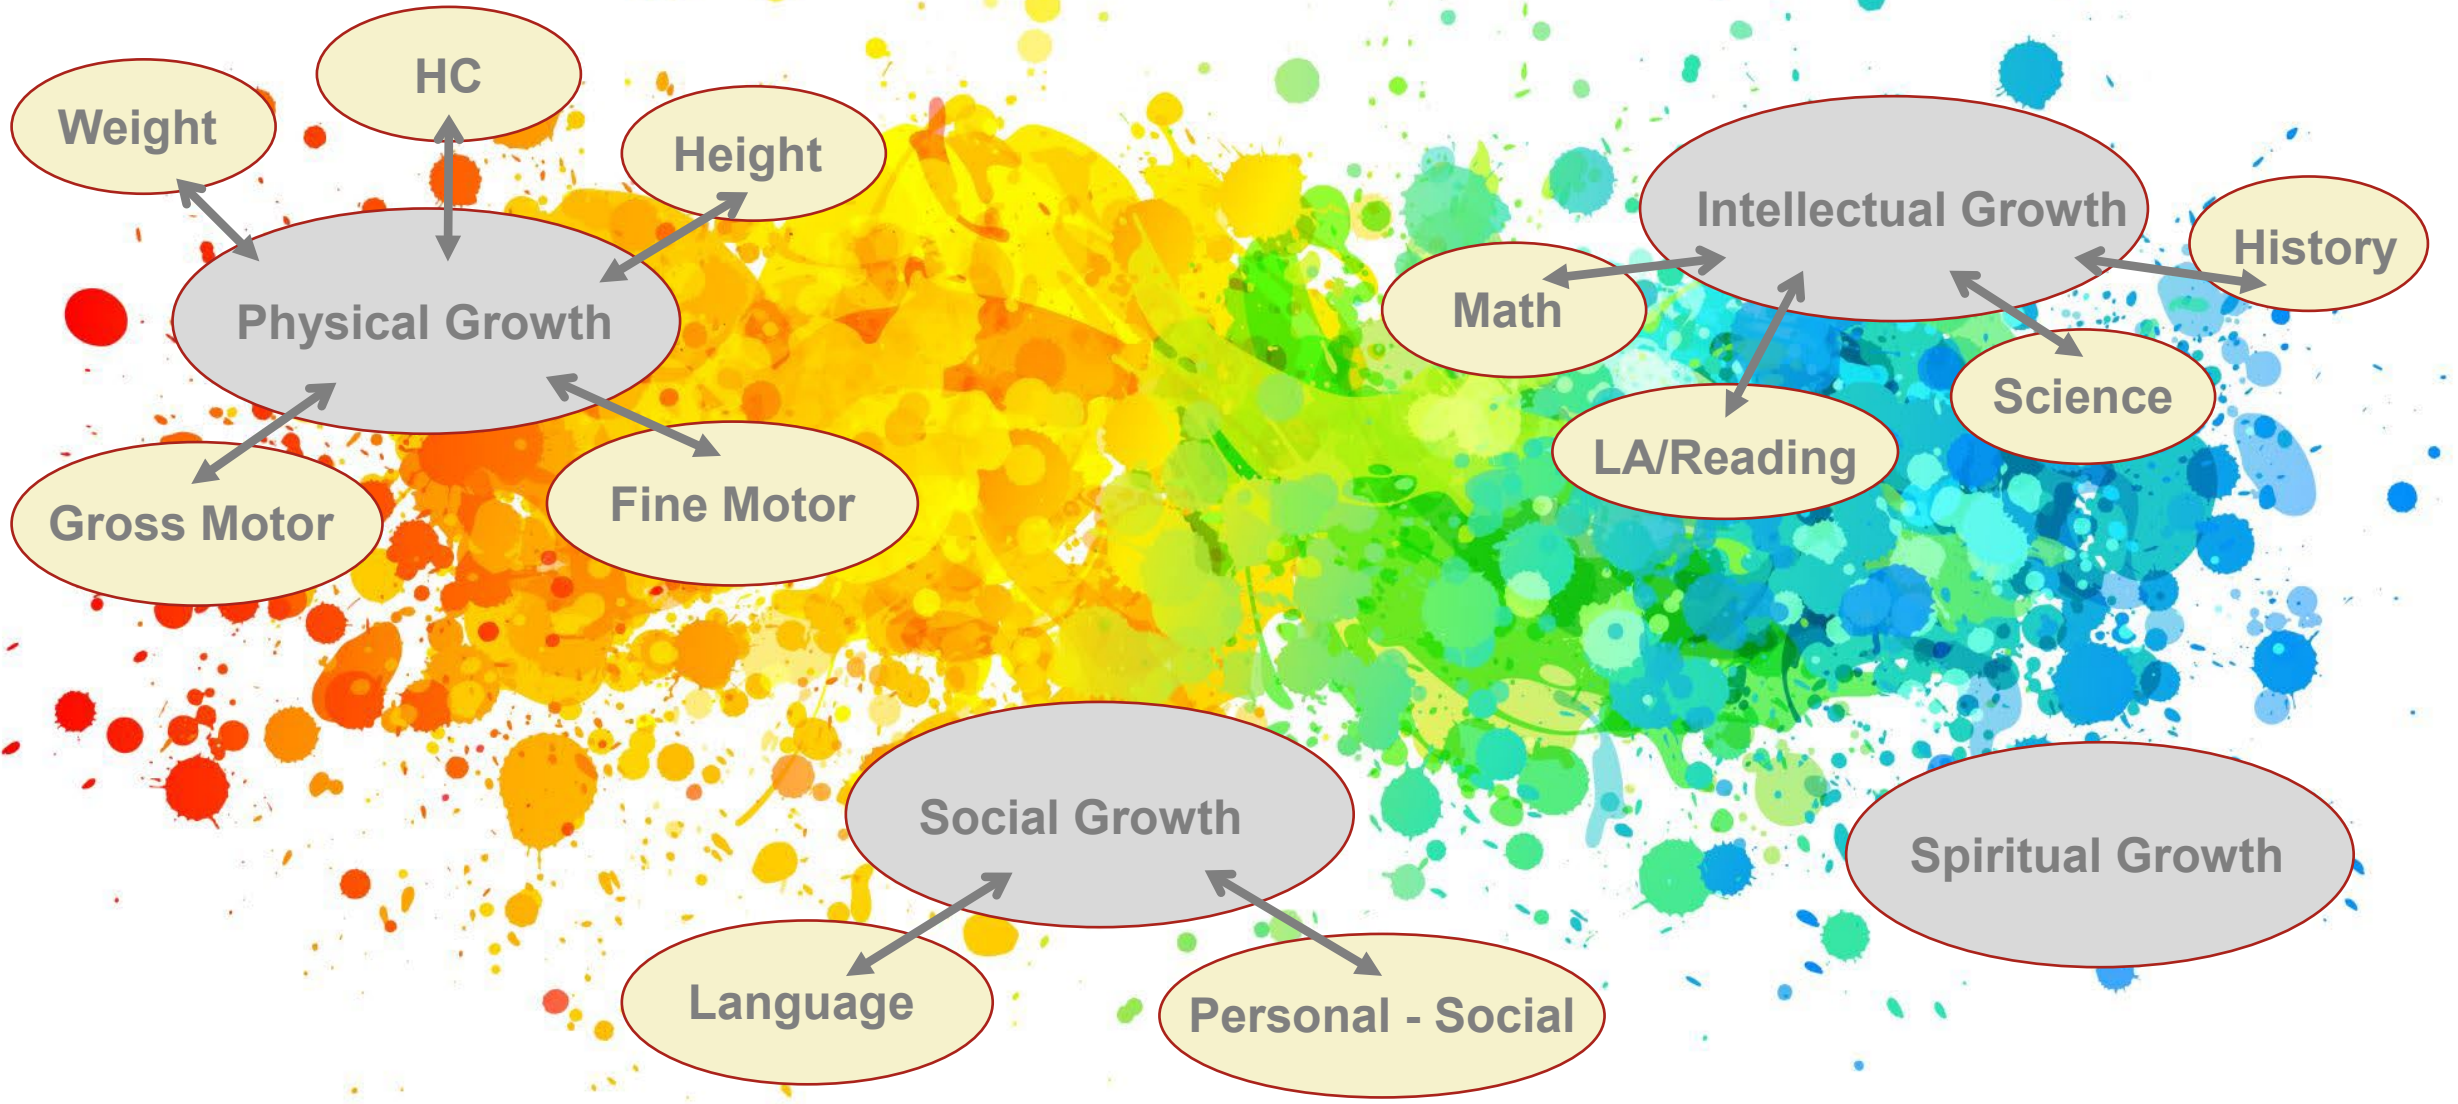 HC
Weight
Height
Physical Growth
Gross Motor
Fine Motor
Intellectual Growth
History
Math
Science
LA/Reading
Social Growth
Language
Personal - Social
Spiritual Growth